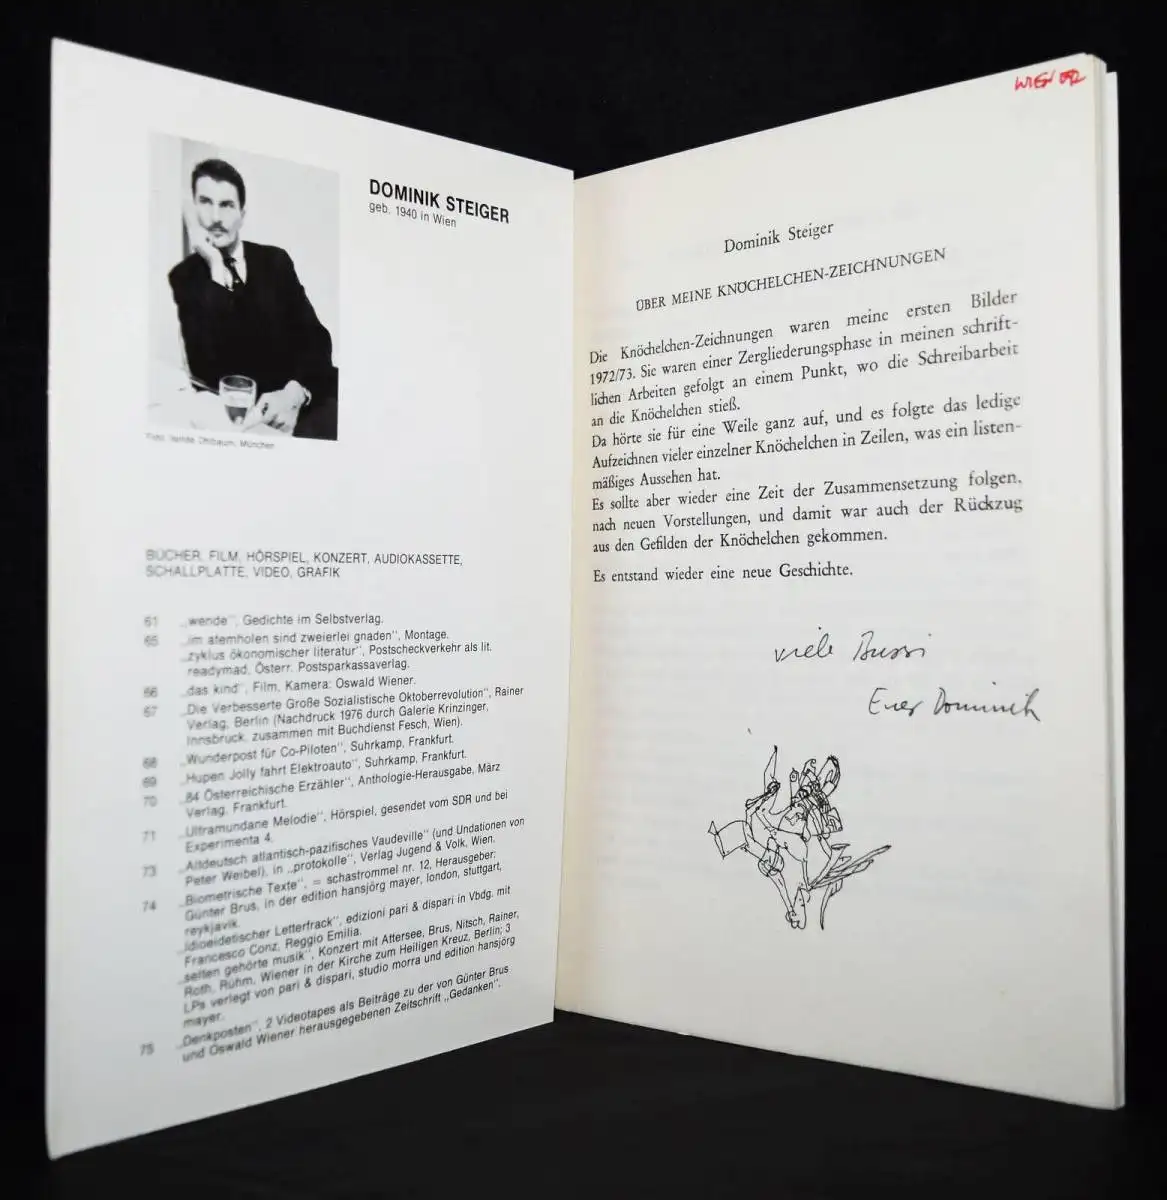 DOMINIK STEIGER
geb. 1940 in Wien
München
BÜCHER, FILM, HÖRSPIEL, KONZERT, AUDIOKASSETTE,
SCHALLPLATTE, VIDEO, GRAFIK
61 „wende", Gedichte im Selbstverlag.
65 „im atemholen sind zweierlei gnaden", Montage.
„zyklus ökonomischer literatur", Postscheckverkehr als lit.
readymad, Österr. Postsparkassaverlag.
66 „das kind", Film, Kamera: Oswald Wiener.
67 „Die Verbesserte Große Sozialistische Oktoberrevolution", Rainer
Verlag, Berlin (Nachdruck 1976 durch Galerie Krinzinger,
Innsbruck, zusammen mit Buchdienst Fesch, Wien).
68 „Wunderpost für Co-Piloten", Suhrkamp, Frankfurt.
69 „Hupen Jolly fahrt Elektroauto", Suhrkamp, Frankfurt.
70 „84 Österreichische Erzähler", Anthologie-Herausgabe, März
Verlag, Frankfurt.
71 „Ultramundane Melodie", Hörspiel, gesendet vom SDR und bei
Experimenta 4.
73 „Altdeutsch atlantisch-pazifisches Vaudeville" (und Undationen von
Peter Weibel), in „protokolle", Verlag Jugend & Volk, Wien.
74 „Biometrische Texte", = schastrommel nr. 12, Herausgeber:
Günter Brus, in der edition hansjörg mayer, london, stuttgart,
reykjavik.
„Idioeidetischer Letterfrack", edizioni pari & dispari in Vbdg. mit
Francesco Conz, Reggio Emilia.
„selten gehörte musik", Konzert mit Attersee, Brus, Nitsch, Rainer,
Roth, Rühm, Wiener in der Kirche zum Heiligen Kreuz, Berlin; 3
LPs verlegt von pari & dispari, studio morra und edition hansjörg
mayer.
75 „Denkposten", 2 Videotapes als Beiträge zu der von Günter Brus
und Oswald Wiener herausgegebenen Zeitschrift „Gedanken".
WIEN
Dominik Steiger
ÜBER MEINE KNÖCHELCHEN-ZEICHNUNGEN
Die Knöchelchen-Zeichnungen waren meine ersten Bilder
1972/73. Sie waren einer Zergliederungsphase in meinen schrift-
lichen Arbeiten gefolgt an einem Punkt, wo die Schreibarbeit
an die Knöchelchen stieß.
Da hörte sie für eine Weile ganz auf, und es folgte das ledige
Aufzeichnen vieler einzelner Knöchelchen in Zeilen, was ein listen-
mäßiges Aussehen hat.
Es sollte aber wieder eine Zeit der Zusammensetzung folgen,
nach neuen Vorstellungen, und damit war auch der Rückzug
aus den Gefilden der Knöchelchen gekommen.
Es entstand wieder eine neue Geschichte.
viele Bussi
Euer Dominik